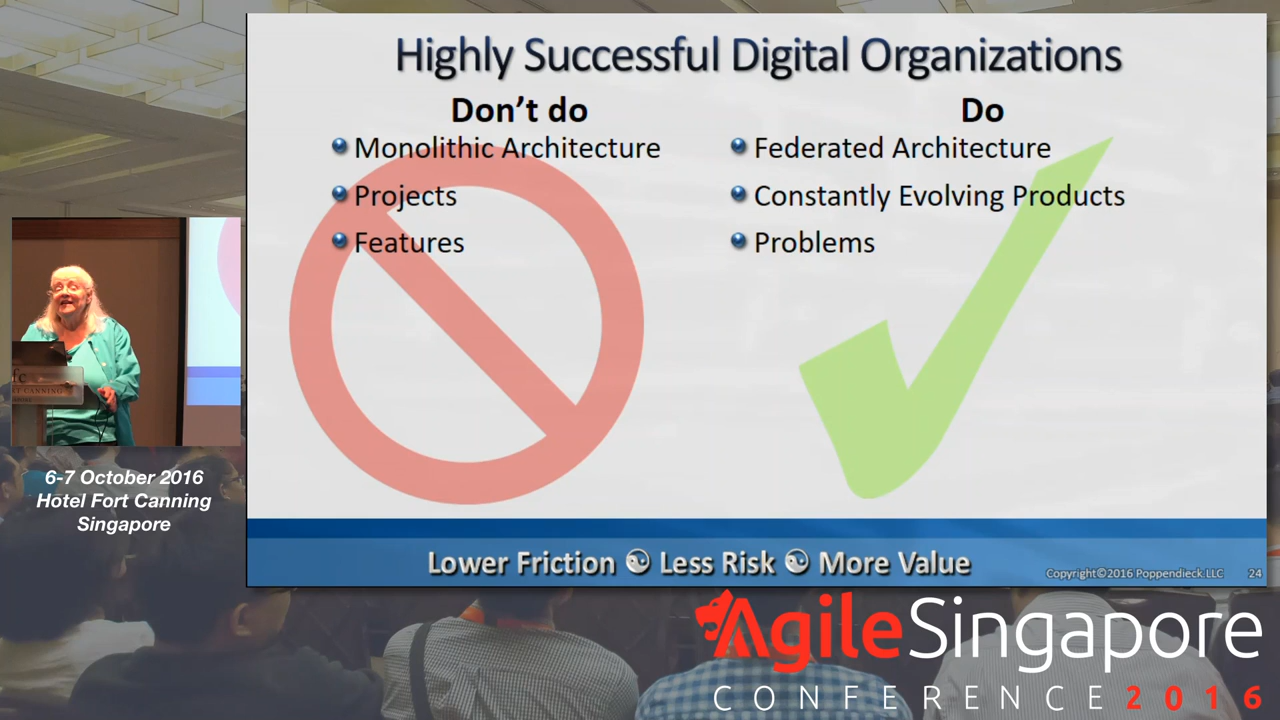 Highly Successful Digital Organizations
Don't do
Monolithic Architecture
Projects
Features
Do
Federated Architecture
Constantly Evolving Products
Problems
Lower Friction Less Risk More Value
Copyright©2016 Poppendieck.LLC 24
6-7 October 2016
Hotel Fort Canning
Singapore
AgileSingapore
CONFERENCE 2016